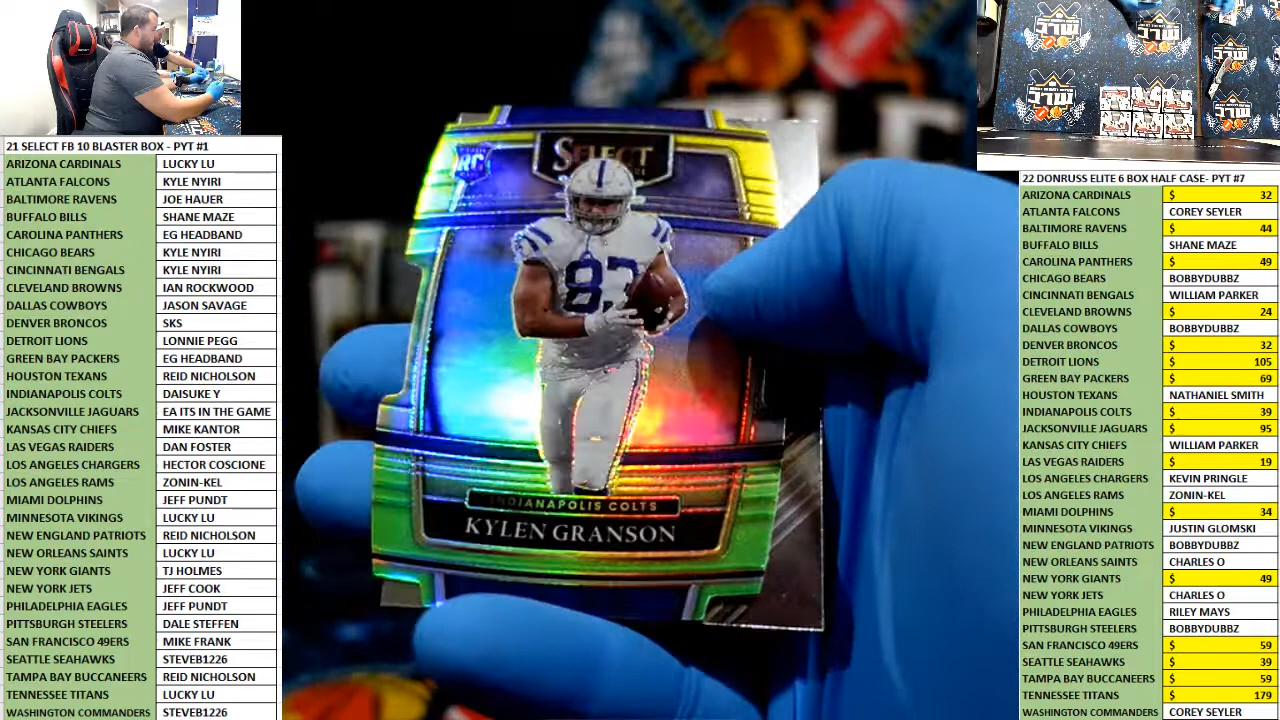 21 SELECT FB 10 BLASTER BOX - PYT #1
ARIZONA CARDINALS LUCKY LU
ATLANTA FALCONS KYLE NYIRI
BALTIMORE RAVENS JOE HAUER
BUFFALO BILLS SHANE MAZE
CAROLINA PANTHERS EG HEADBAND
CHICAGO BEARS KYLE NYIRI
CINCINNATI BENGALS KYLE NYIRI
CLEVELAND BROWNS IAN ROCKWOOD
DALLAS COWBOYS JASON SAVAGE
DENVER BRONCOS SKS
DETROIT LIONS LONNIE PEGG
GREEN BAY PACKERS EG HEADBAND
HOUSTON TEXANS REID NICHOLSON
INDIANAPOLIS COLTS DAISUKE Y
JACKSONVILLE JAGUARS EA ITS IN THE GAME
KANSAS CITY CHIEFS MIKE KANTOR
LAS VEGAS RAIDERS DAN FOSTER
LOS ANGELES CHARGERS HECTOR COSCIONE
LOS ANGELES RAMS ZONIN-KEL
MIAMI DOLPHINS JEFF PUNDT
MINNESOTA VIKINGS LUCKY LU
NEW ENGLAND PATRIOTS REID NICHOLSON
NEW ORLEANS SAINTS LUCKY LU
NEW YORK GIANTS TJ HOLMES
NEW YORK JETS JEFF COOK
PHILADELPHIA EAGLES JEFF PUNDT
PITTSBURGH STEELERS DALE STEFFEN
SAN FRANCISCO 49ERS MIKE FRANK
SEATTLE SEAHAWKS STEVEB1226
TAMPA BAY BUCCANEERS REID NICHOLSON
TENNESSEE TITANS LUCKY LU
WASHINGTON COMMANDERS STEVEB1226
RC
SELECT
83
INDIANAPOLIS COLTS
KYLEN GRANSON
22 DONRUSS ELITE 6 BOX HALF CASE- PYT #7
ARIZONA CARDINALS $ 32
ATLANTA FALCONS COREY SEYLER
BALTIMORE RAVENS $ 44
BUFFALO BILLS SHANE MAZE
CAROLINA PANTHERS $ 49
CHICAGO BEARS BOBBYDUBBZ
CINCINNATI BENGALS WILLIAM PARKER
CLEVELAND BROWNS $ 24
DALLAS COWBOYS BOBBYDUBBZ
DENVER BRONCOS $ 32
DETROIT LIONS $ 105
GREEN BAY PACKERS $ 69
HOUSTON TEXANS NATHANIEL SMITH
INDIANAPOLIS COLTS $ 39
JACKSONVILLE JAGUARS $ 95
KANSAS CITY CHIEFS WILLIAM PARKER
LAS VEGAS RAIDERS $ 19
LOS ANGELES CHARGERS KEVIN PRINGLE
LOS ANGELES RAMS ZONIN-KEL
MIAMI DOLPHINS $ 34
MINNESOTA VIKINGS JUSTIN GLOMSKI
NEW ENGLAND PATRIOTS BOBBYDUBBZ
NEW ORLEANS SAINTS CHARLES O
NEW YORK GIANTS $ 49
NEW YORK JETS CHARLES O
PHILADELPHIA EAGLES RILEY MAYS
PITTSBURGH STEELERS BOBBYDUBBZ
SAN FRANCISCO 49ERS $ 59
SEATTLE SEAHAWKS $ 39
TAMPA BAY BUCCANEERS $ 59
TENNESSEE TITANS $ 179
WASHINGTON COMMANDERS COREY SEYLER